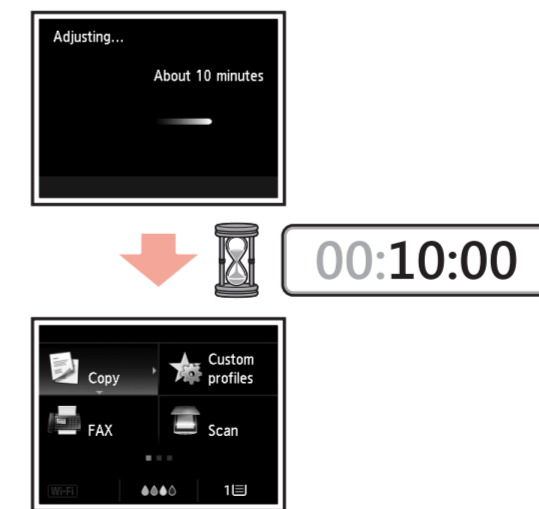 Adjusting...
About 10 minutes
00:10:00
Copy
Custom
profiles
FAX
Scan
Wi-Fi
1